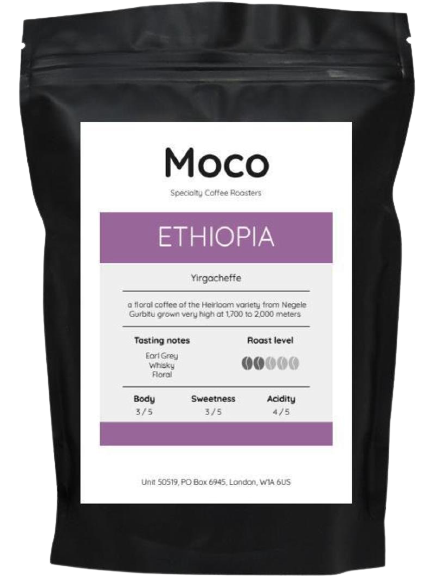 Moco
Specialty Coffee Roasters
ETHIOPIA
Yirgacheffe
a floral coffee of the Heirloom variety from Negele
Gurbitu grown very high at 1,700 to 2,000 meters
Tasting notes
Earl Grey
Whisky
Floral
Roast level
Body Sweetness Acidity
3 / 5 3 / 5 4 / 5
Unit 50519, PO Box 6945, London, W1A 6US